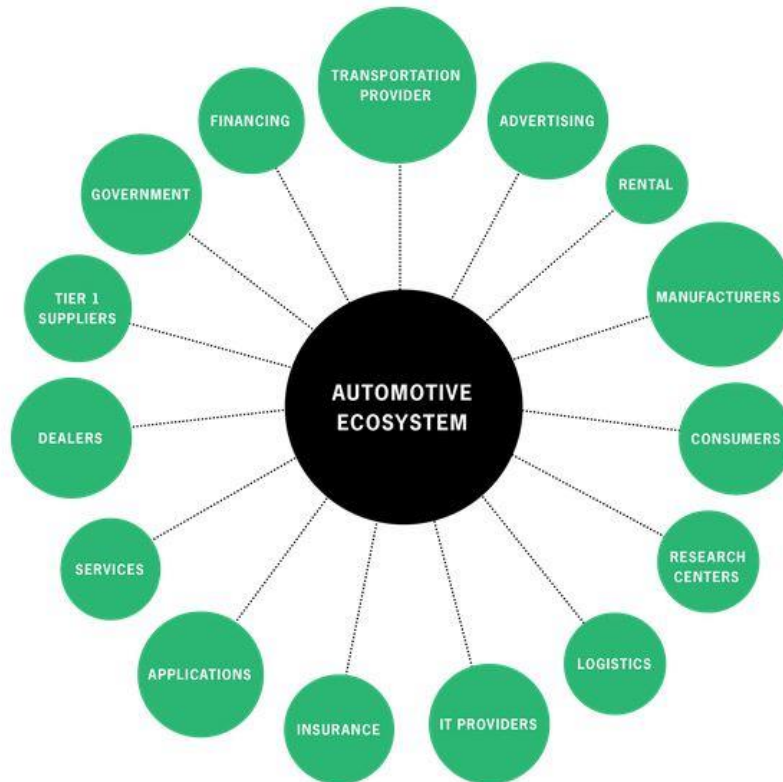 TRANSPORTATION
PROVIDER
FINANCING
ADVERTISING
RENTAL
GOVERNMENT
MANUFACTURERS
TIER 1
SUPPLIERS
AUTOMOTIVE
ECOSYSTEM
DEALERS
CONSUMERS
SERVICES
RESEARCH
CENTERS
APPLICATIONS
LOGISTICS
INSURANCE
IT PROVIDERS